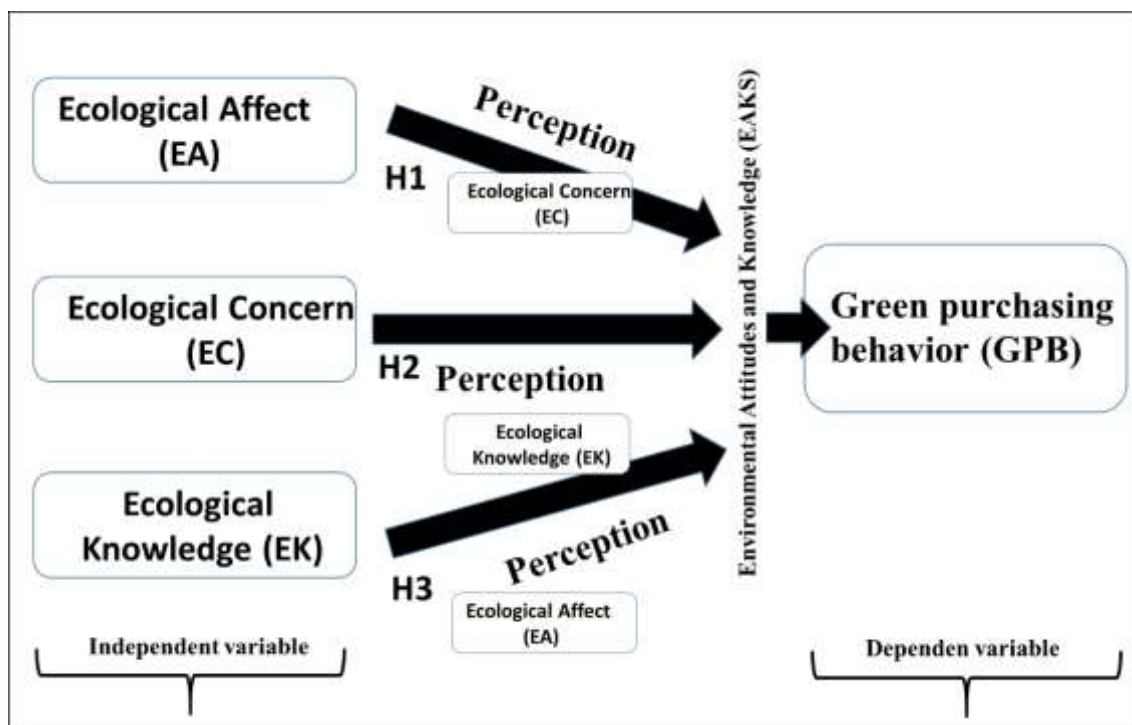 Ecological Affect
(EA)
Perception
H1
Ecological Concern
(EC)
Ecological Concern
(EC)
H2
Perception
Ecological
Knowledge (EK)
Ecological
Knowledge (EK)
H3
Perception
Ecological Affect
(EA)
Environmental Attitudes and Knowledge (EAKS)
Green purchasing
behavior (GPB)
Independent variable
Dependen variable